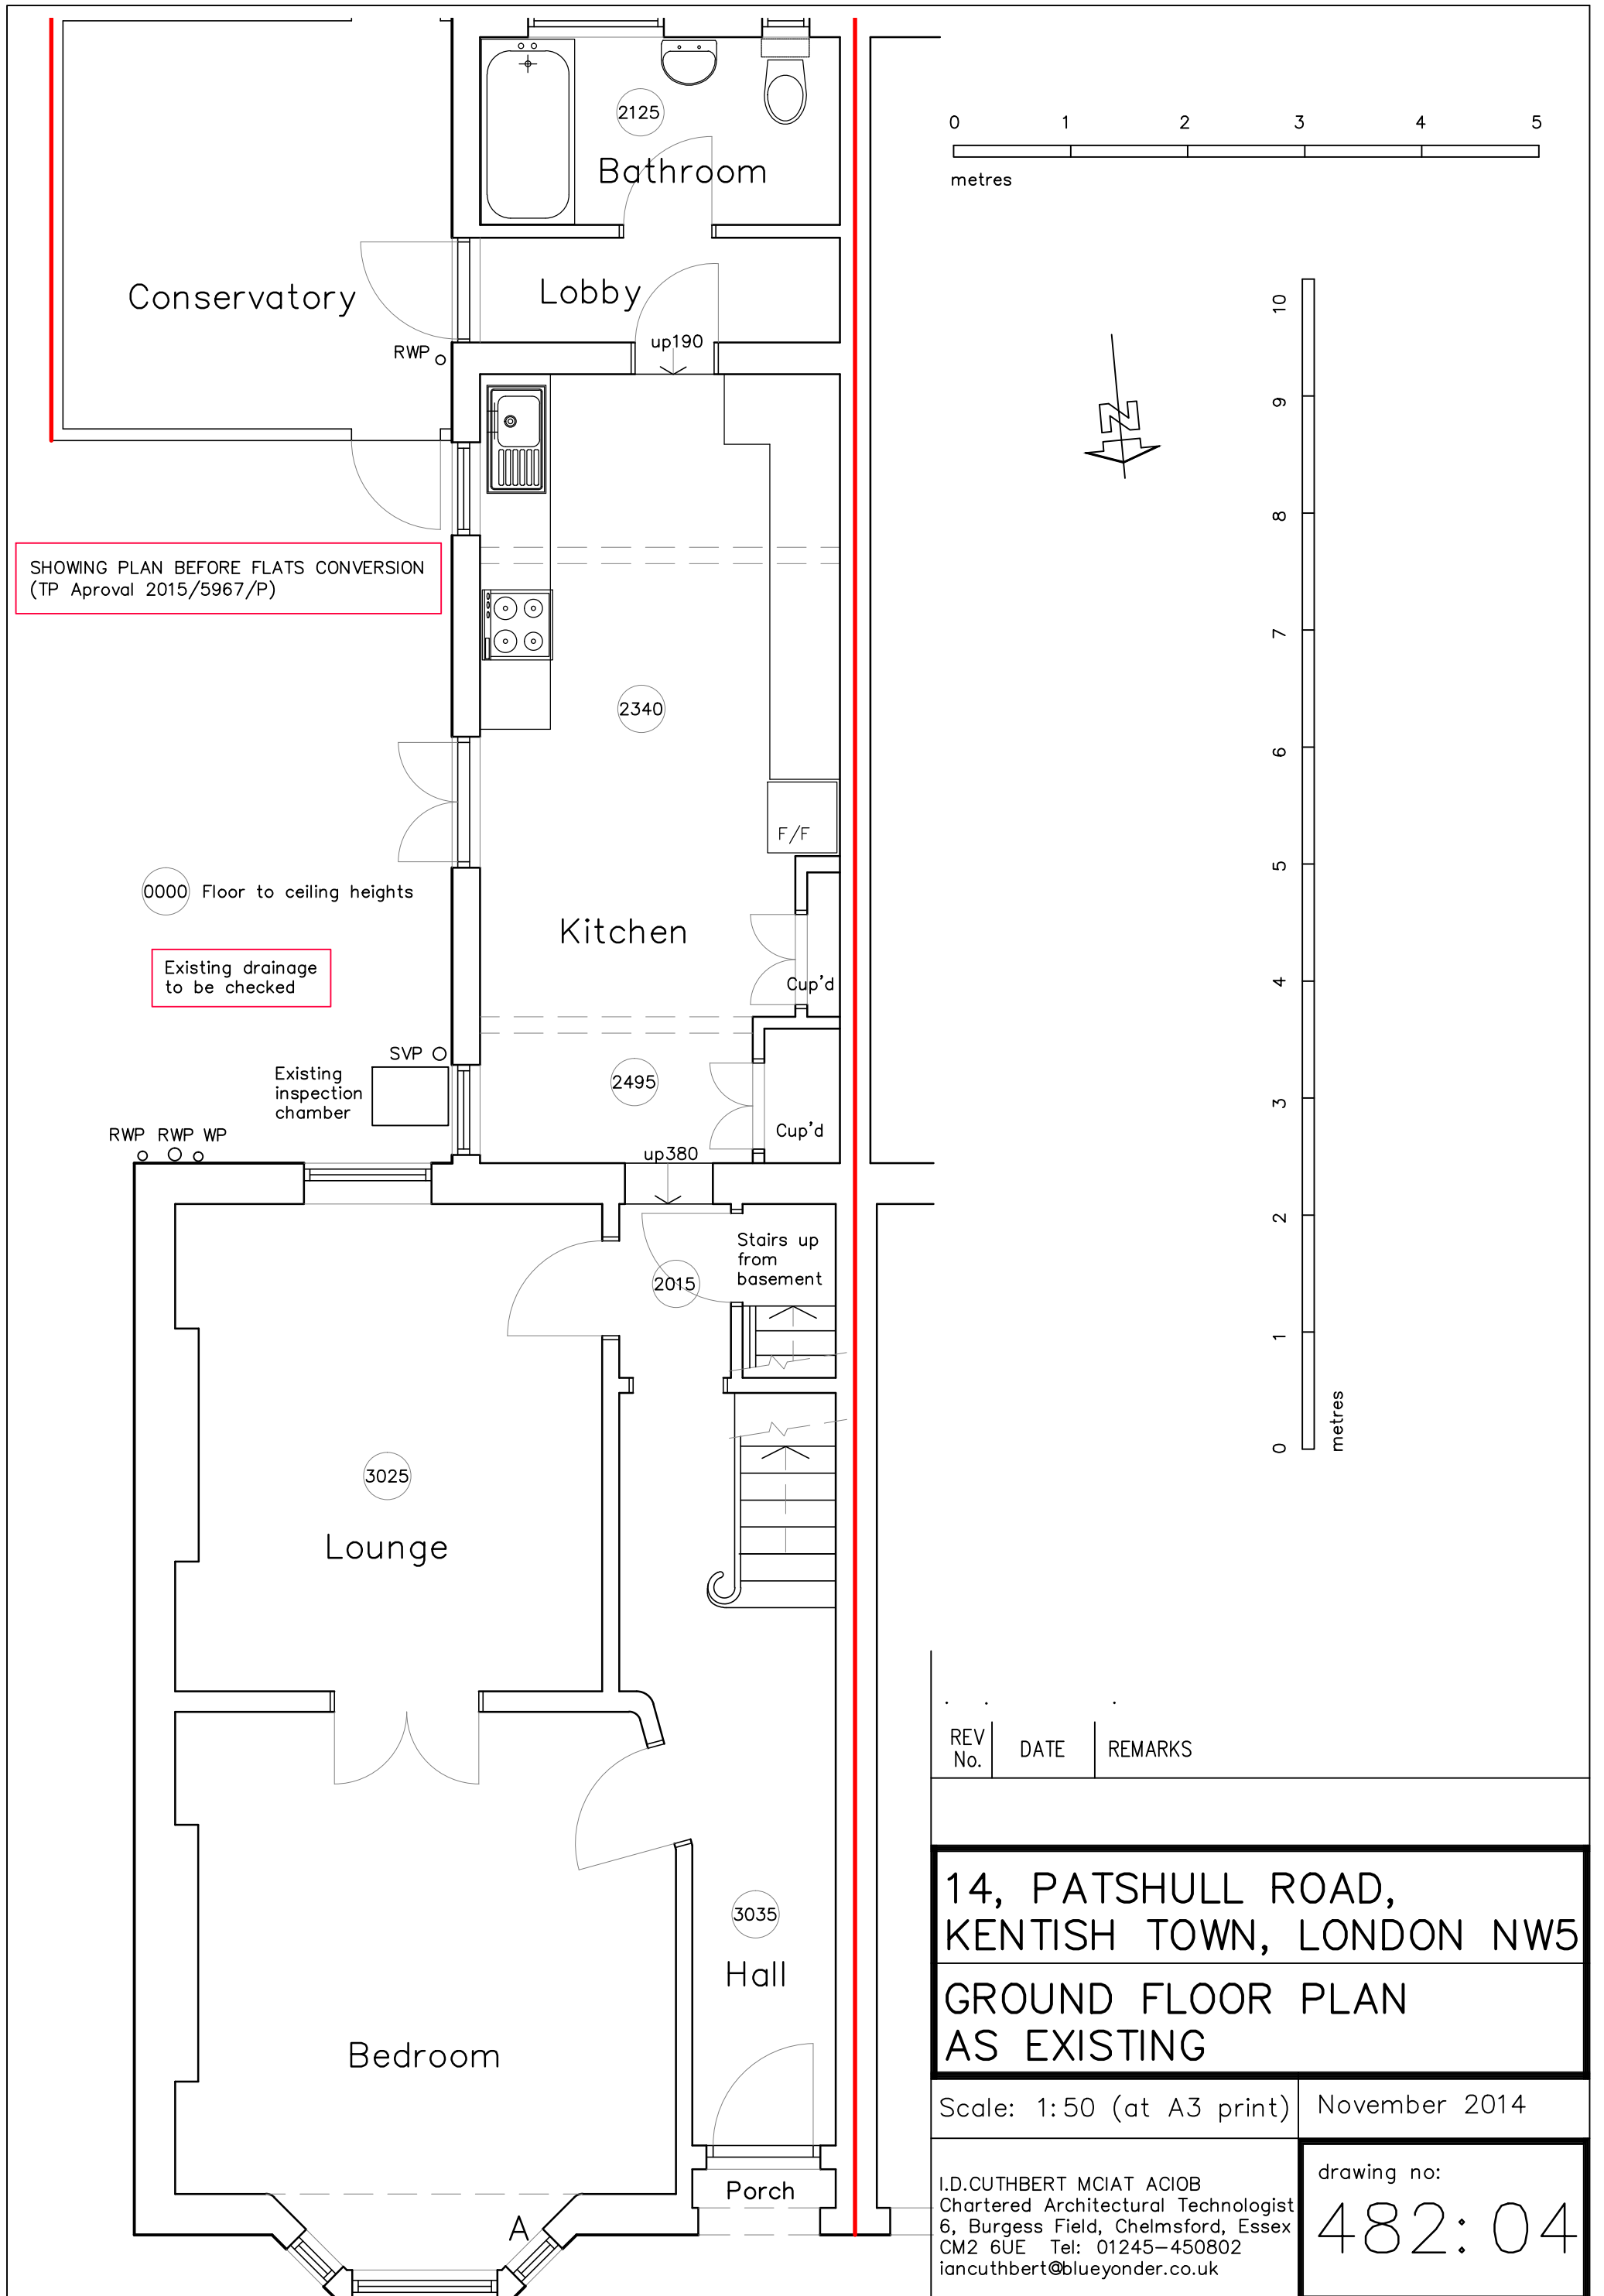 2125
Bathroom
0 1 2 3 4 5
metres
Conservatory
Lobby
RWP
up190
10
9
8
7
6
5
4
3
2
1
0
metres
N
SHOWING PLAN BEFORE FLATS CONVERSION
(TP Aproval 2015/5967/P)
2340
F/F
0000 Floor to ceiling heights
Kitchen
Existing drainage
to be checked
Cup'd
SVP
Existing
inspection
chamber
2495
Cup'd
RWP RWP WP
up380
Stairs up
from
basement
2015
3025
Lounge
3035
Hall
Bedroom
Porch
A
REV
No.
DATE
REMARKS
14, PATSHULL ROAD,
KENTISH TOWN, LONDON NW5
GROUND FLOOR PLAN
AS EXISTING
Scale: 1:50 (at A3 print)
November 2014
I.D.CUTHBERT MCIAT ACIOB
Chartered Architectural Technologist
6, Burgess Field, Chelmsford, Essex
CM2 6UE Tel: 01245-450802
iancuthbert@blueyonder.co.uk
drawing no:
482:04